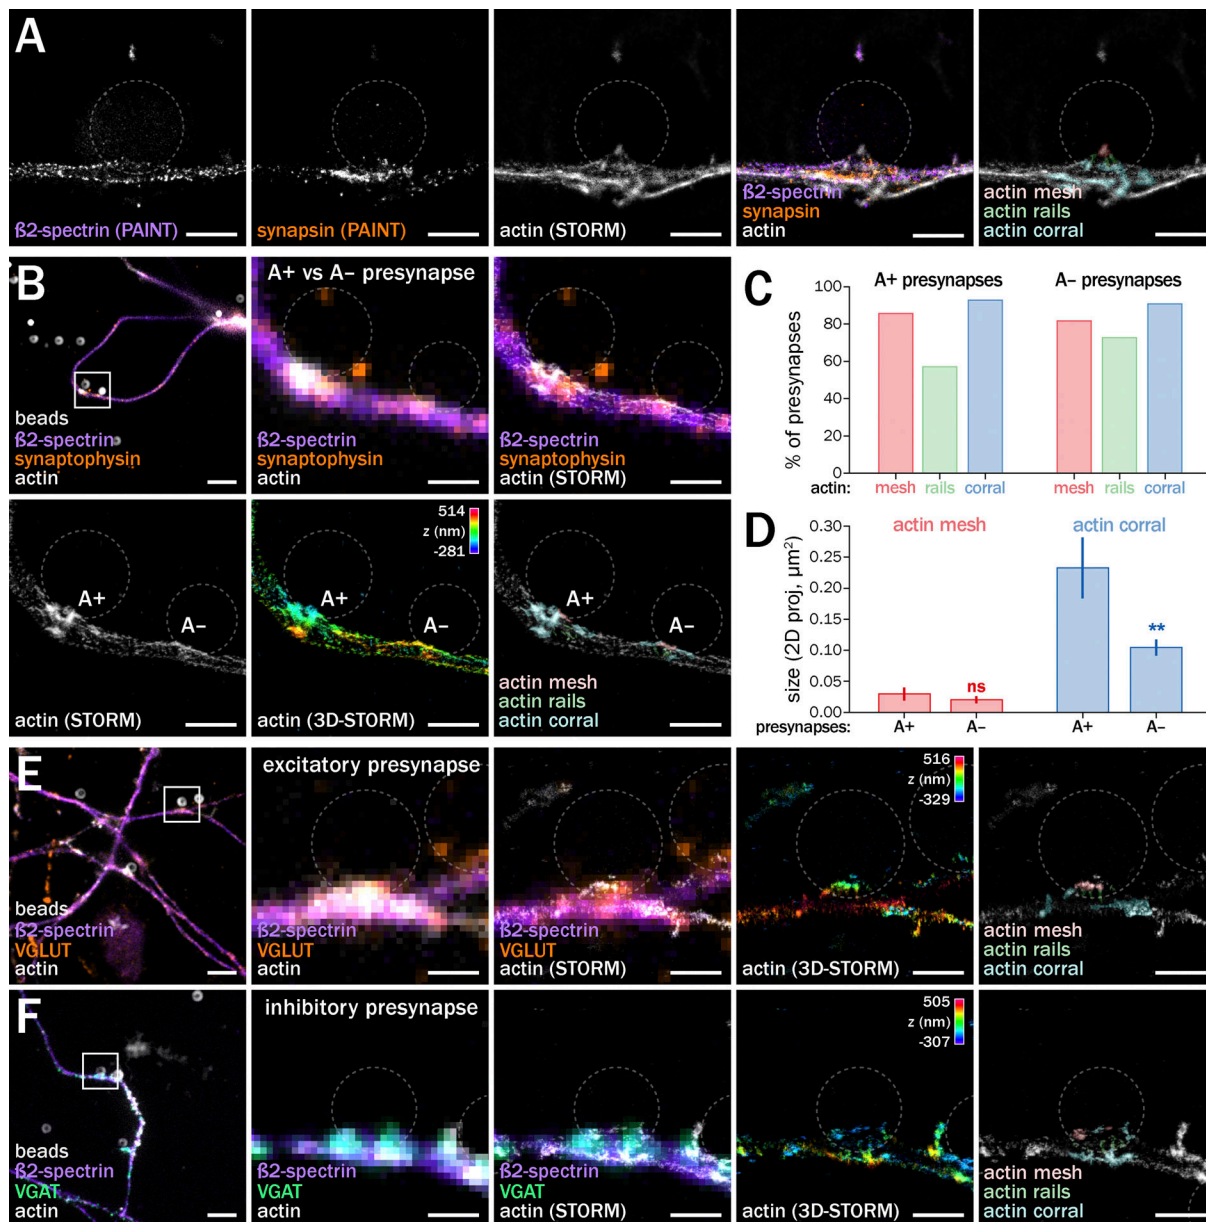 A
ß2-spectrin (PAINT)
synapsin (PAINT)
actin (STORM)
ß2-spectrin
synapsin
actin
actin mesh
actin rails
actin corral
B
beads
ß2-spectrin
synaptophysin
actin
A+ vs A– presynapse
ß2-spectrin
synaptophysin
actin
ß2-spectrin
synaptophysin
actin (STORM)
A+
A–
actin (STORM)
514
z (nm)
-281
A+
A–
actin (3D-STORM)
A+
A–
actin mesh
actin rails
actin corral
C
A+ presynapses
A– presynapses
% of presynapses
100
80
60
40
20
0
actin:
mesh
rails
corral
mesh
rails
corral
D
actin mesh
actin corral
size (2D proj, µm²)
0.30
0.25
0.20
0.15
0.10
0.05
0.00
ns
**
presynapses:
A+
A–
A+
A–
E
beads
ß2-spectrin
VGLUT
actin
excitatory presynapse
ß2-spectrin
VGLUT
actin
ß2-spectrin
VGLUT
actin (STORM)
516
z (nm)
-329
actin (3D-STORM)
actin mesh
actin rails
actin corral
F
beads
ß2-spectrin
VGAT
actin
inhibitory presynapse
ß2-spectrin
VGAT
actin
ß2-spectrin
VGAT
actin (STORM)
505
z (nm)
-307
actin (3D-STORM)
actin mesh
actin rails
actin corral